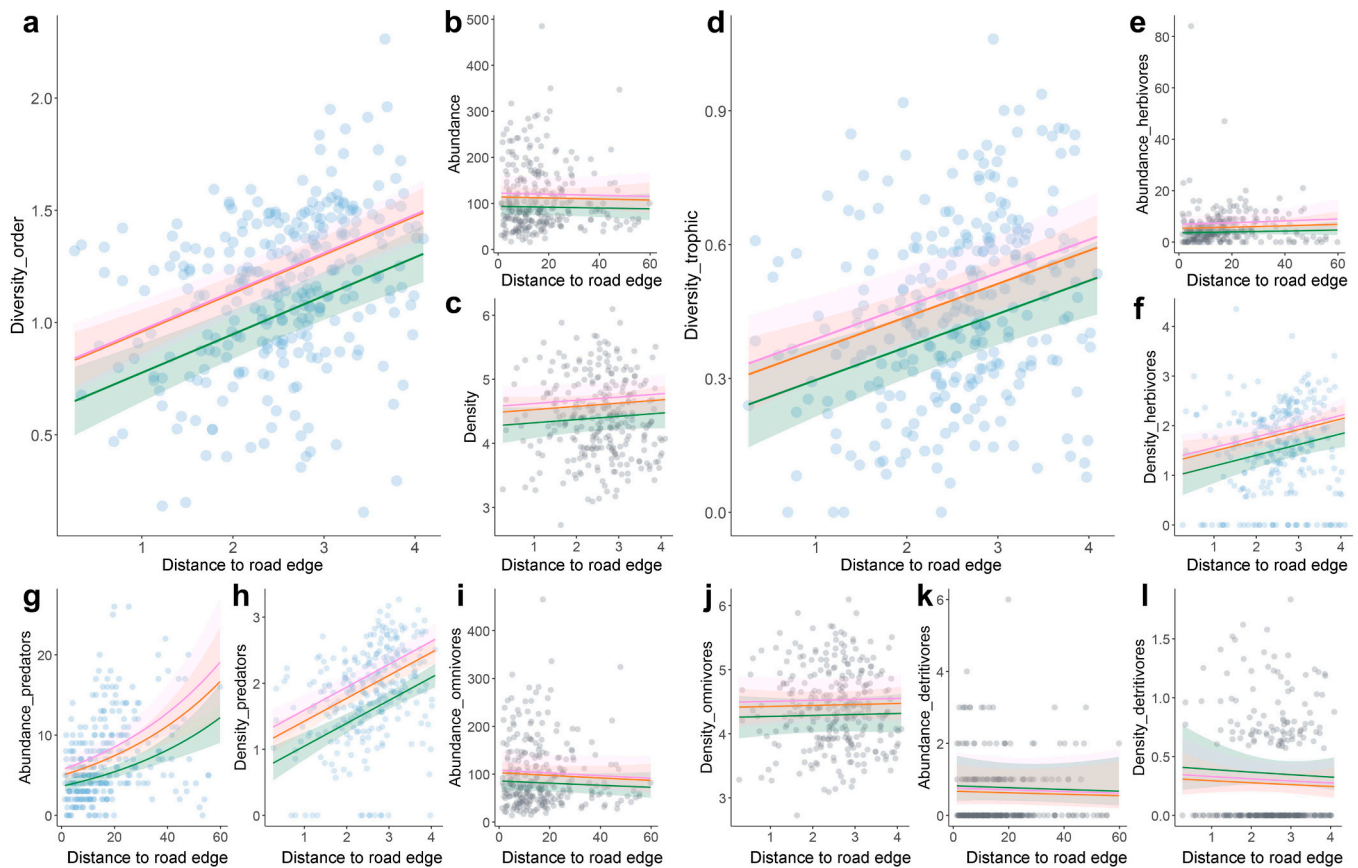 a
Diversity_order
2.0
1.5
1.0
0.5
1 2 3 4
Distance to road edge
b
Abundance
500
400
300
200
100
0
0 20 40 60
Distance to road edge
c
Density
6
5
4
3
1 2 3 4
Distance to road edge
d
Diversity_trophic
0.9
0.6
0.3
0.0
1 2 3 4
Distance to road edge
e
Abundance_herbivores
80
60
40
20
0
0 20 40 60
Distance to road edge
f
Density_herbivores
4
3
2
1
0
1 2 3 4
Distance to road edge
g
Abundance_predators
20
10
0
0 20 40 60
Distance to road edge
h
Density_predators
3
2
1
0
1 2 3 4
Distance to road edge
i
Abundance_omnivores
400
300
200
100
0
0 20 40 60
Distance to road edge
j
Density_omnivores
6
5
4
3
1 2 3 4
Distance to road edge
k
Abundance_detritivores
6
4
2
0
0 20 40 60
Distance to road edge
l
Density_detritivores
1.5
1.0
0.5
0.0
1 2 3 4
Distance to road edge